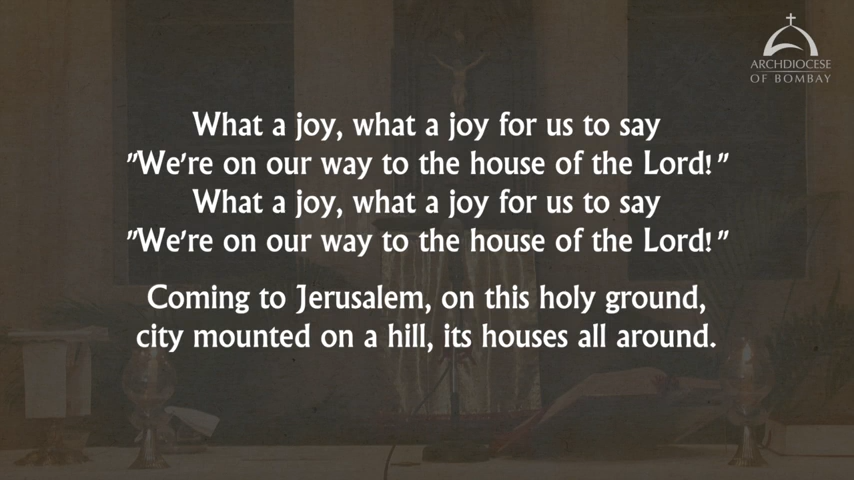 ARCHDIOCESE
OF BOMBAY
What a joy, what a joy for us to say
"We're on our way to the house of the Lord!"
What a joy, what a joy for us to say
"We're on our way to the house of the Lord!"
Coming to Jerusalem, on this holy ground,
city mounted on a hill, its houses all around.